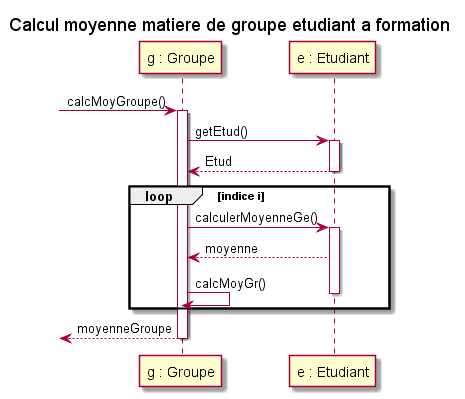 Calcul moyenne matiere de groupe etudiant a formation
g : Groupe
e : Etudiant
calcMoyGroupe()
getEtud()
Etud
loop
[indice i]
calculerMoyenneGe()
moyenne
calcMoyGr()
moyenneGroupe
g : Groupe
e : Etudiant